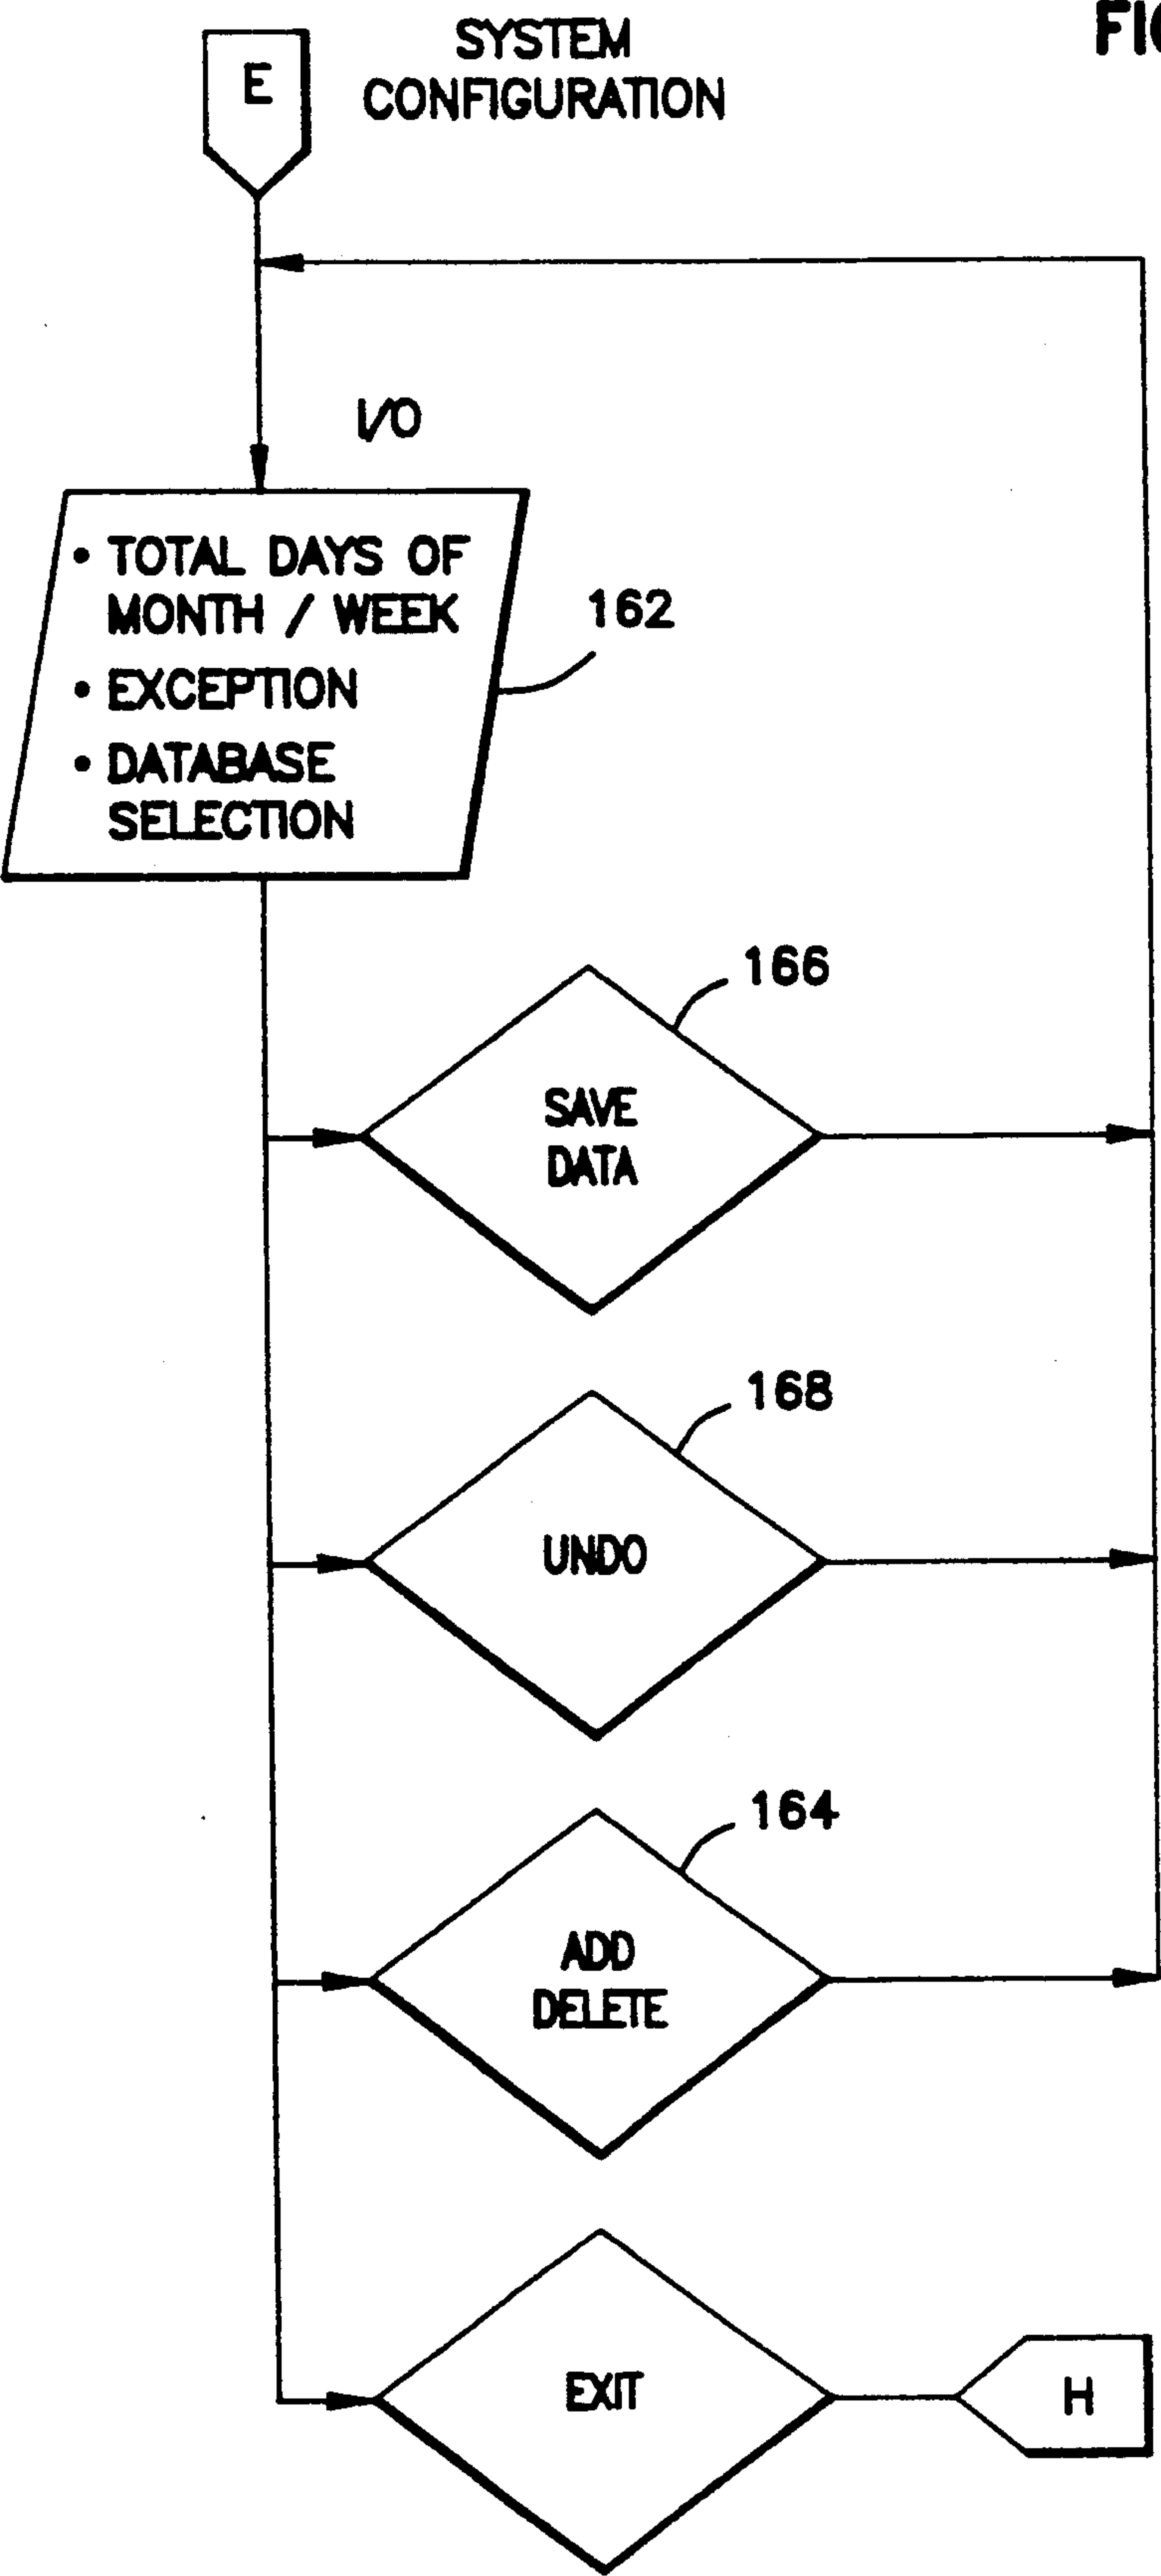 E
SYSTEM
CONFIGURATION
I/O
• TOTAL DAYS OF
MONTH / WEEK
• EXCEPTION
• DATABASE
SELECTION
162
166
SAVE
DATA
168
UNDO
164
ADD
DELETE
EXIT
H